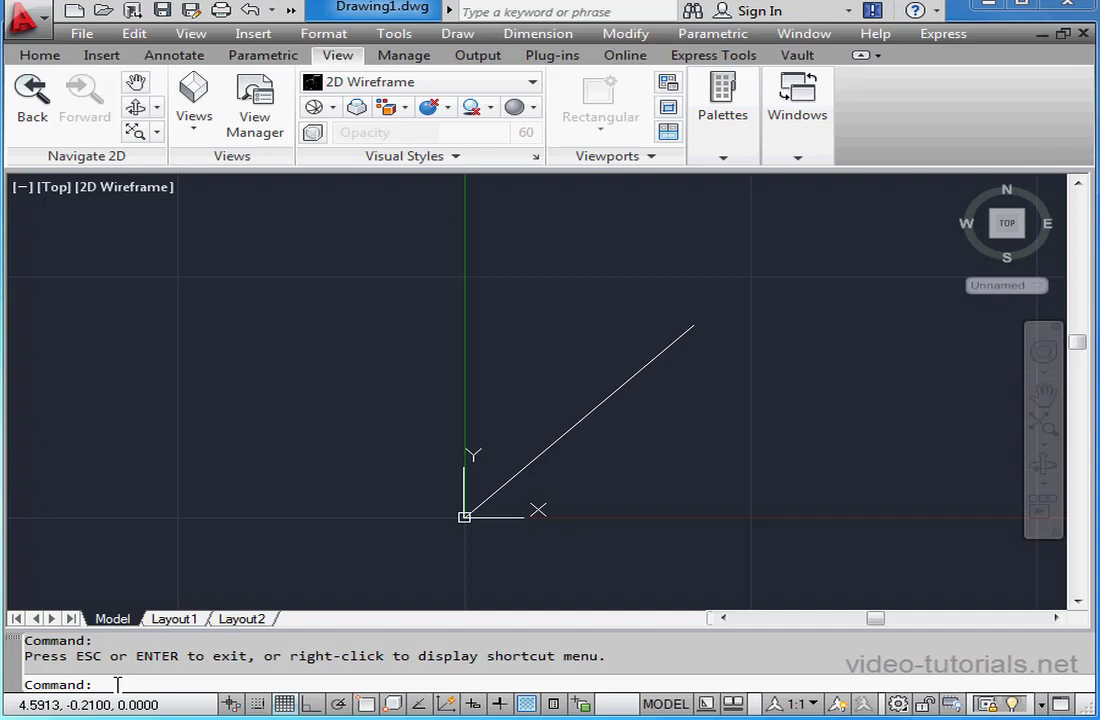 Drawing1.dwg
Type a keyword or phrase
Sign In
File Edit View Insert Format Tools Draw Dimension Modify Parametric Window Help Express
Home Insert Annotate Parametric View Manage Output Plug-ins Online Express Tools Vault
2D Wireframe
Back Forward Views View Manager Rectangular Palettes Windows
Opacity 60
Navigate 2D Views Visual Styles Viewports
[−] [Top] [2D Wireframe]
N
W TOP E
S
Unnamed
Y
X
Model Layout1 Layout2
Command:
Press ESC or ENTER to exit, or right-click to display shortcut menu.
video-tutorials.net
Command:
4.5913, -0.2100, 0.0000 MODEL 1:1